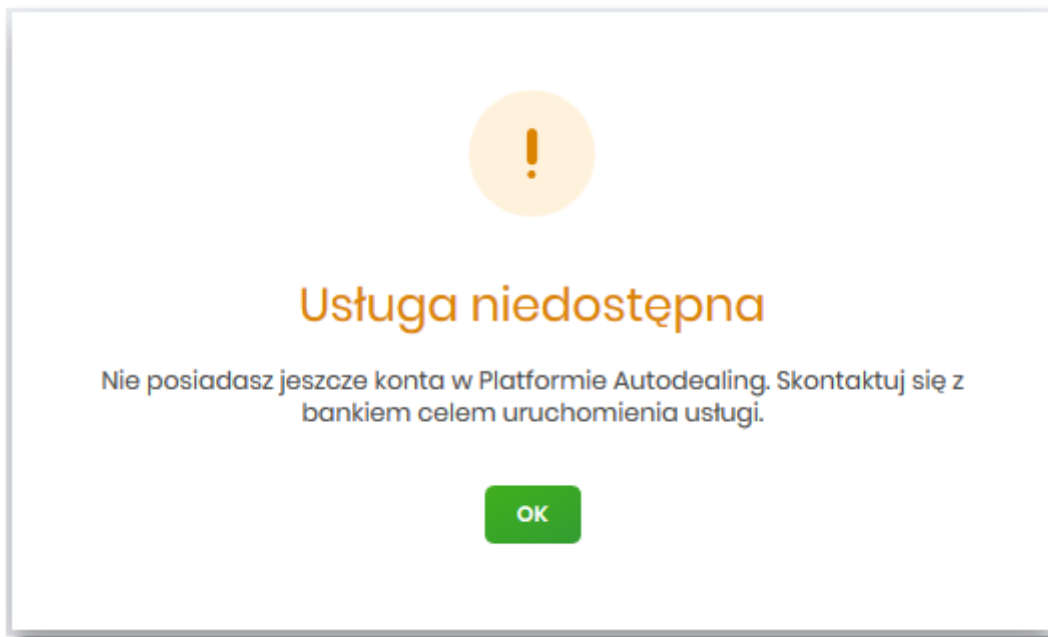 Usługa niedostępna
Nie posiadasz jeszcze konta w Platformie Autodealing. Skontaktuj się z
bankiem celem uruchomienia usługi.
OK